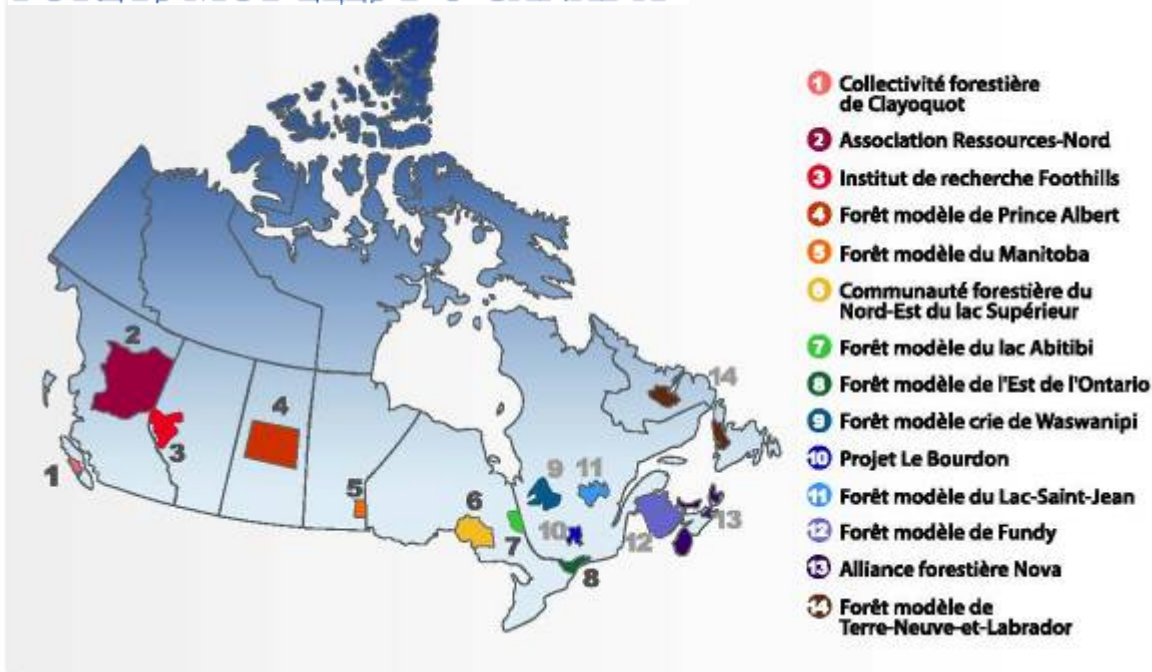 1 Collectivité forestière
de Clayoquot
2 Association Ressources-Nord
3 Institut de recherche Foothills
4 Forêt modèle de Prince Albert
5 Forêt modèle du Manitoba
6 Communauté forestière du
Nord-Est du lac Supérieur
7 Forêt modèle du lac Abitibi
8 Forêt modèle de l'Est de l'Ontario
9 Forêt modèle crie de Waswanipi
10 Projet Le Bourdon
11 Forêt modèle du Lac-Saint-Jean
12 Forêt modèle de Fundy
13 Alliance forestière Nova
14 Forêt modèle de
Terre-Neuve-et-Labrador
2
14
4
3
1
5
9
11
6
10
7
12
13
8